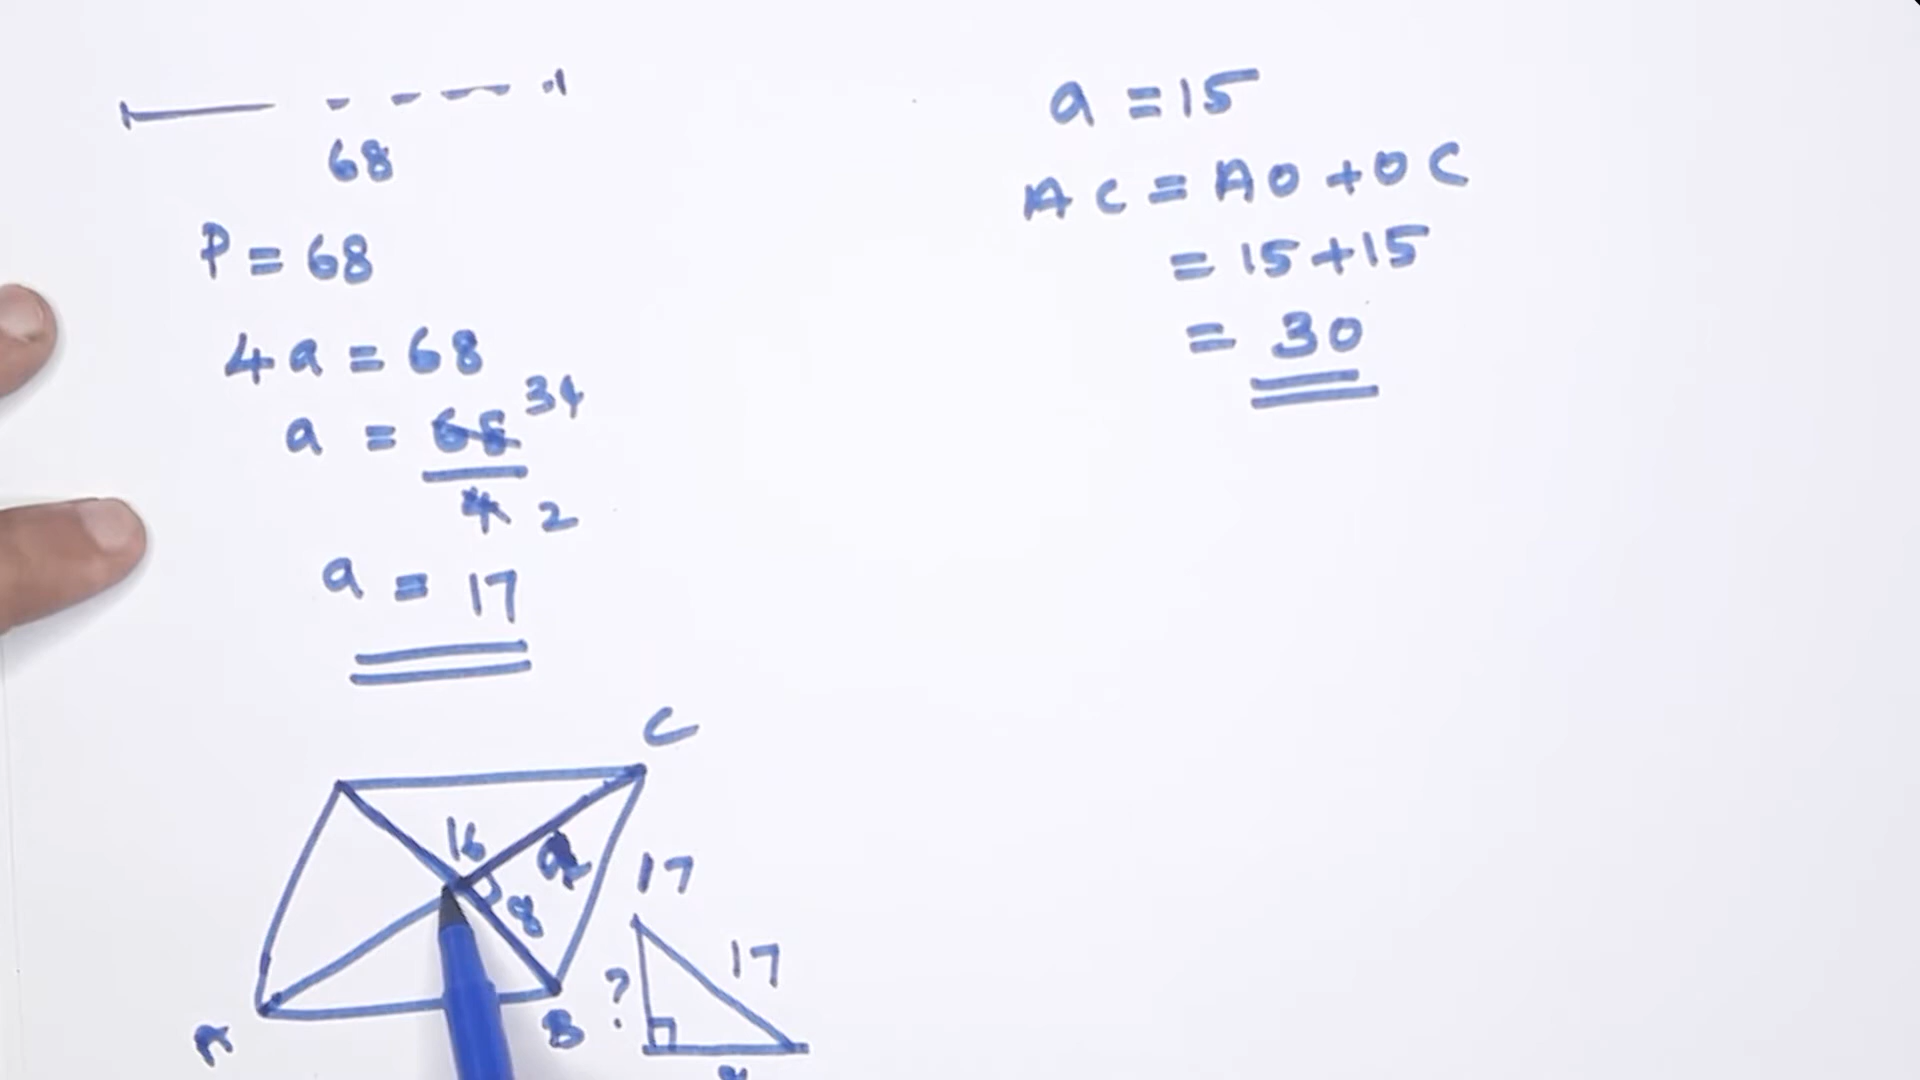 68
P = 68
4a = 68
a = 68 34
4 2
a = 17
a = 15
AC = AO + OC
= 15 + 15
= 30
C
16
a
8
17
17
?
A
B